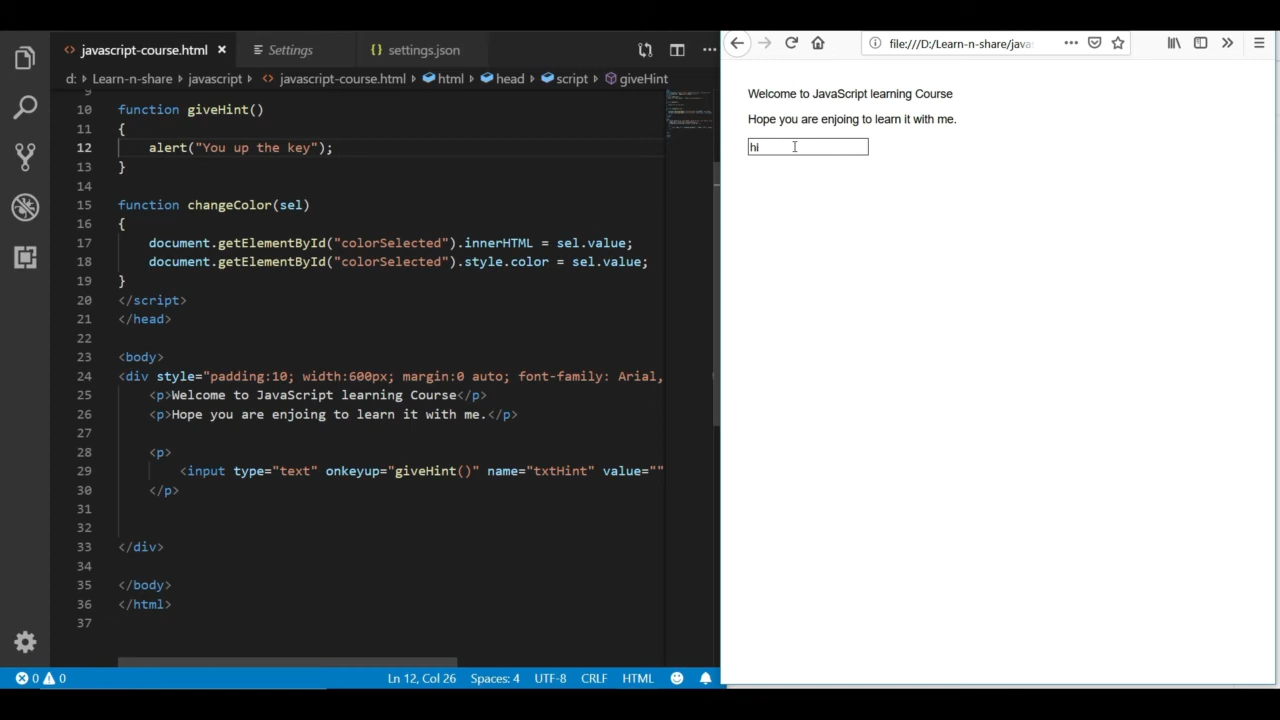 javascript-course.html × Settings settings.json
d: › Learn-n-share › javascript › javascript-course.html › html › head › script › giveHint
9
10 function giveHint()
11 {
12 alert("You up the key");
13 }
14
15 function changeColor(sel)
16 {
17 document.getElementById("colorSelected").innerHTML = sel.value;
18 document.getElementById("colorSelected").style.color = sel.value;
19 }
20 </script>
21 </head>
22
23 <body>
24 <div style="padding:10; width:600px; margin:0 auto; font-family: Arial,
25 <p>Welcome to JavaScript learning Course</p>
26 <p>Hope you are enjoing to learn it with me.</p>
27
28 <p>
29 <input type="text" onkeyup="giveHint()" name="txtHint" value=""
30 </p>
31
32
33 </div>
34
35 </body>
36 </html>
37
0 0 Ln 12, Col 26 Spaces: 4 UTF-8 CRLF HTML
file:///D:/Learn-n-share/javas
Welcome to JavaScript learning Course
Hope you are enjoing to learn it with me.
hi